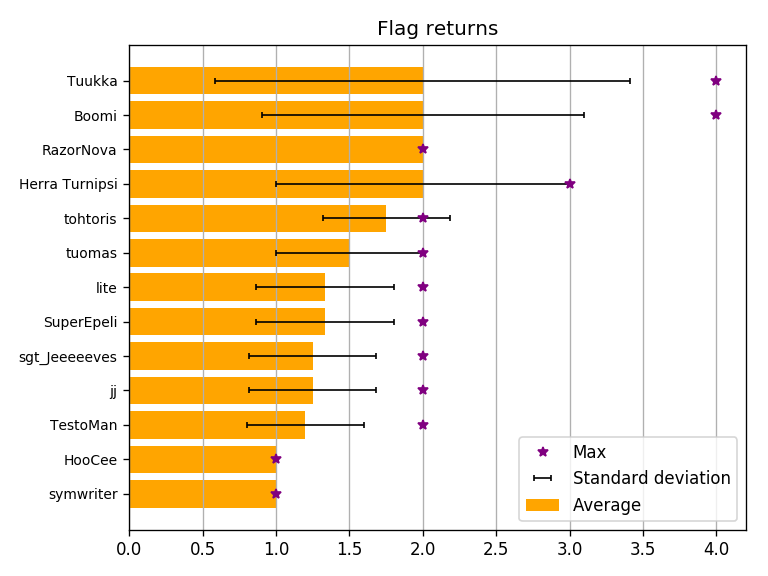 Flag returns
Tuukka
Boomi
RazorNova
Herra Turnipsi
tohtoris
tuomas
lite
SuperEpeli
sgt_Jeeeeeves
jj
TestoMan
HooCee
symwriter
Max
Standard deviation
Average
0.0 0.5 1.0 1.5 2.0 2.5 3.0 3.5 4.0